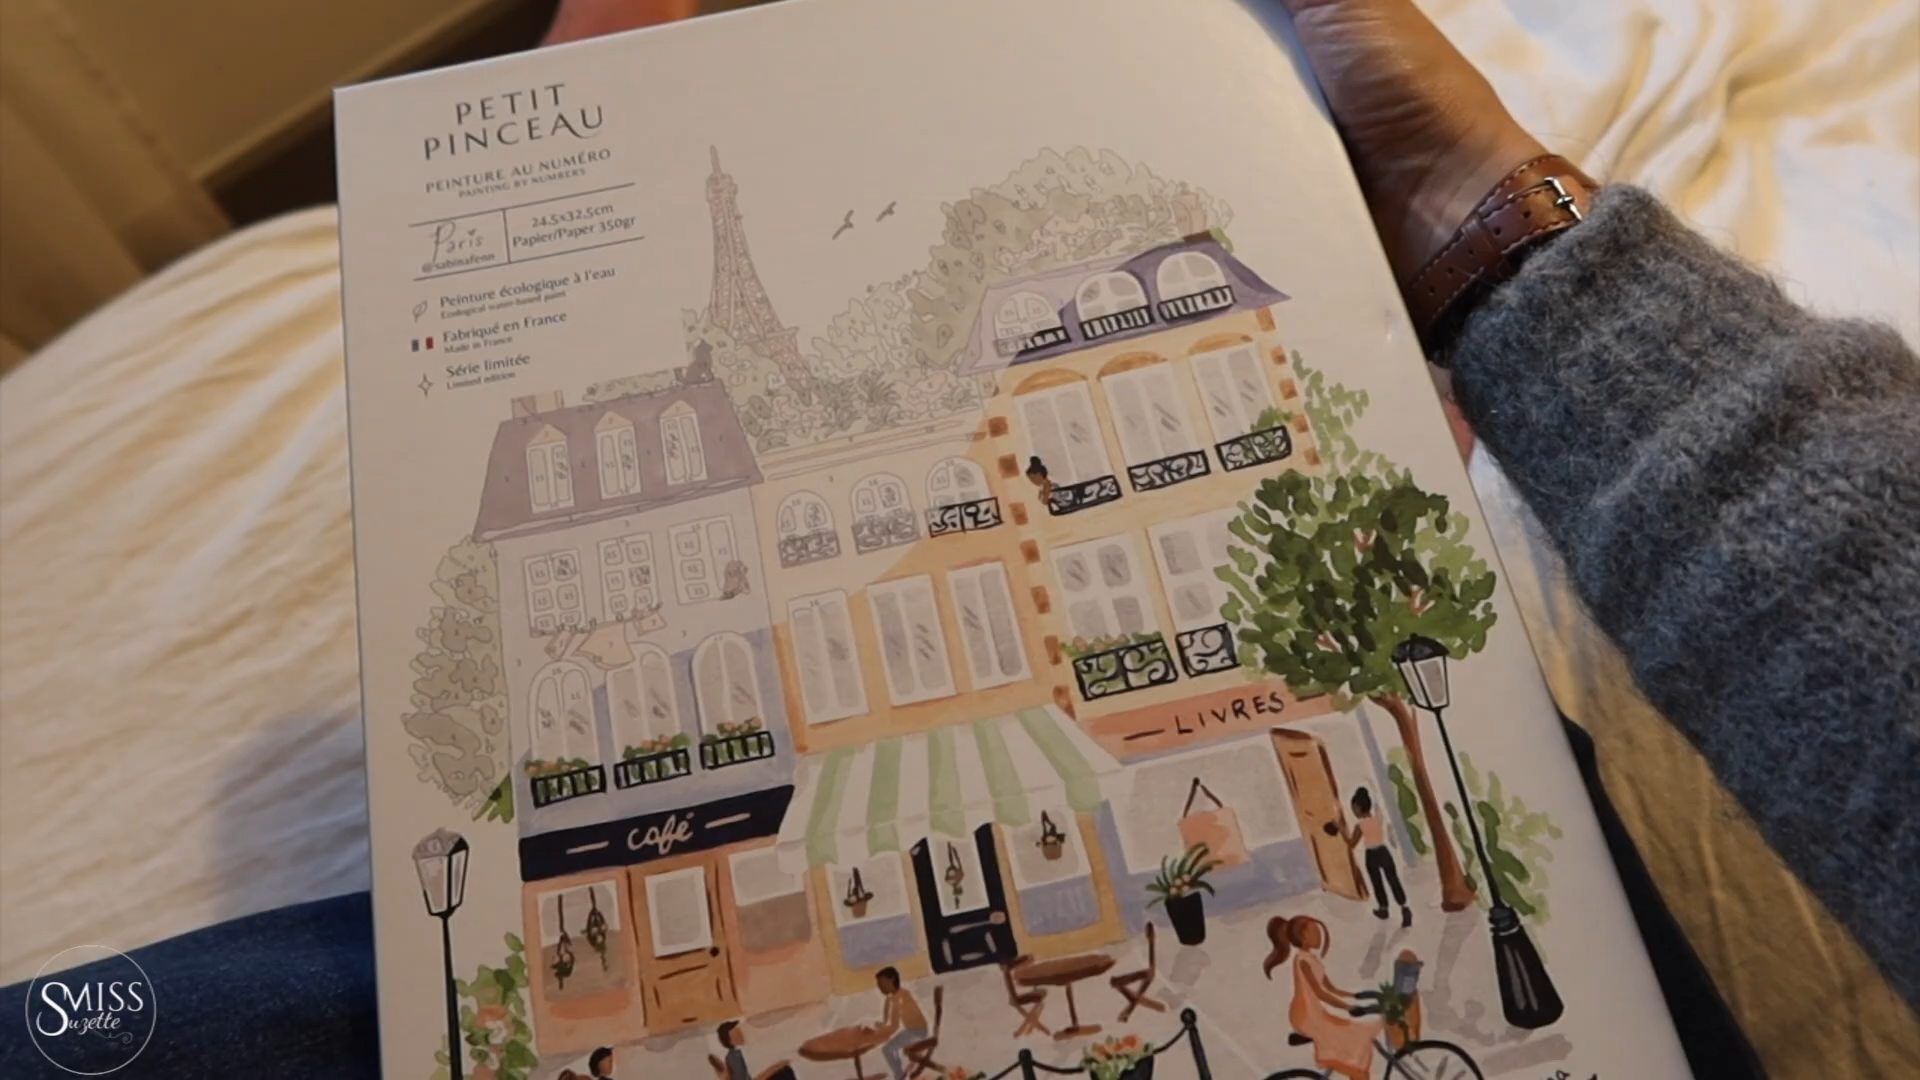 PETIT
PINCEAU
PEINTURE AU NUMÉRO
PAINTING BY NUMBERS
Paris
@sabinafenn
24,5x32,5cm
Papier/Paper 350gr
Peinture écologique à l'eau
Ecological water-based paint
Fabriqué en France
Made in France
Série limitée
Limited edition
LIVRES
café
MISS
Suzette